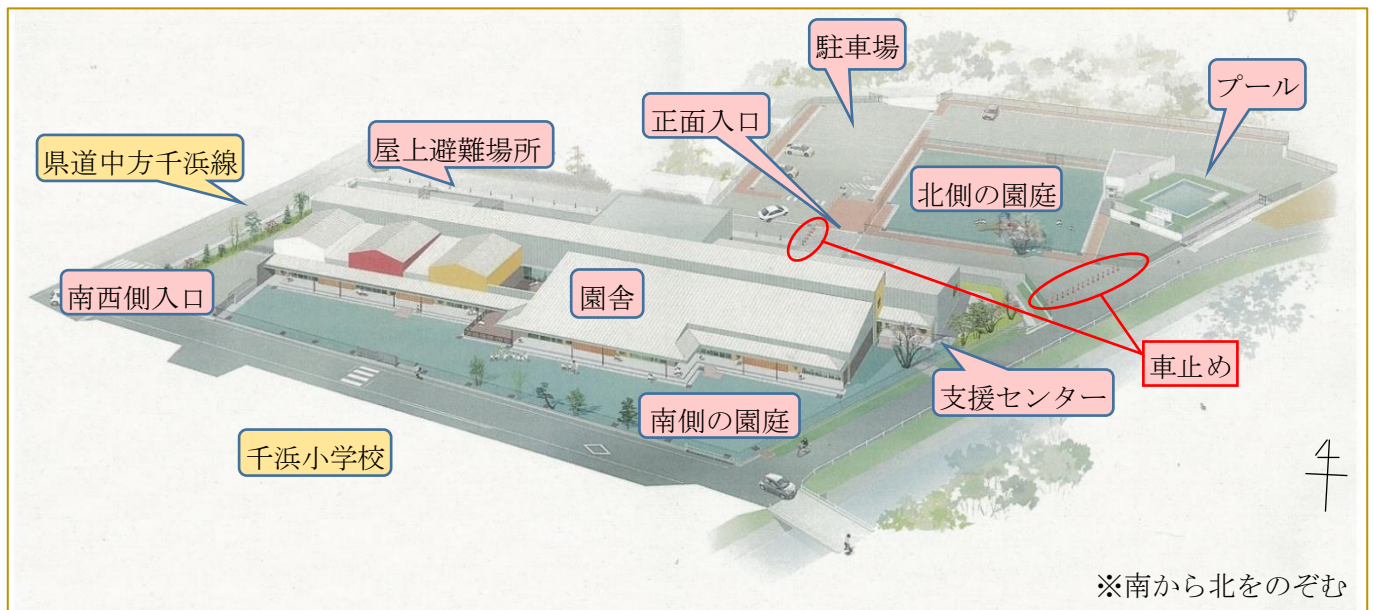 駐車場
プール
正面入口
屋上避難場所
県道中方千浜線
北側の園庭
南西側入口
園舎
車止め
支援センター
南側の園庭
千浜小学校
※南から北をのぞむ